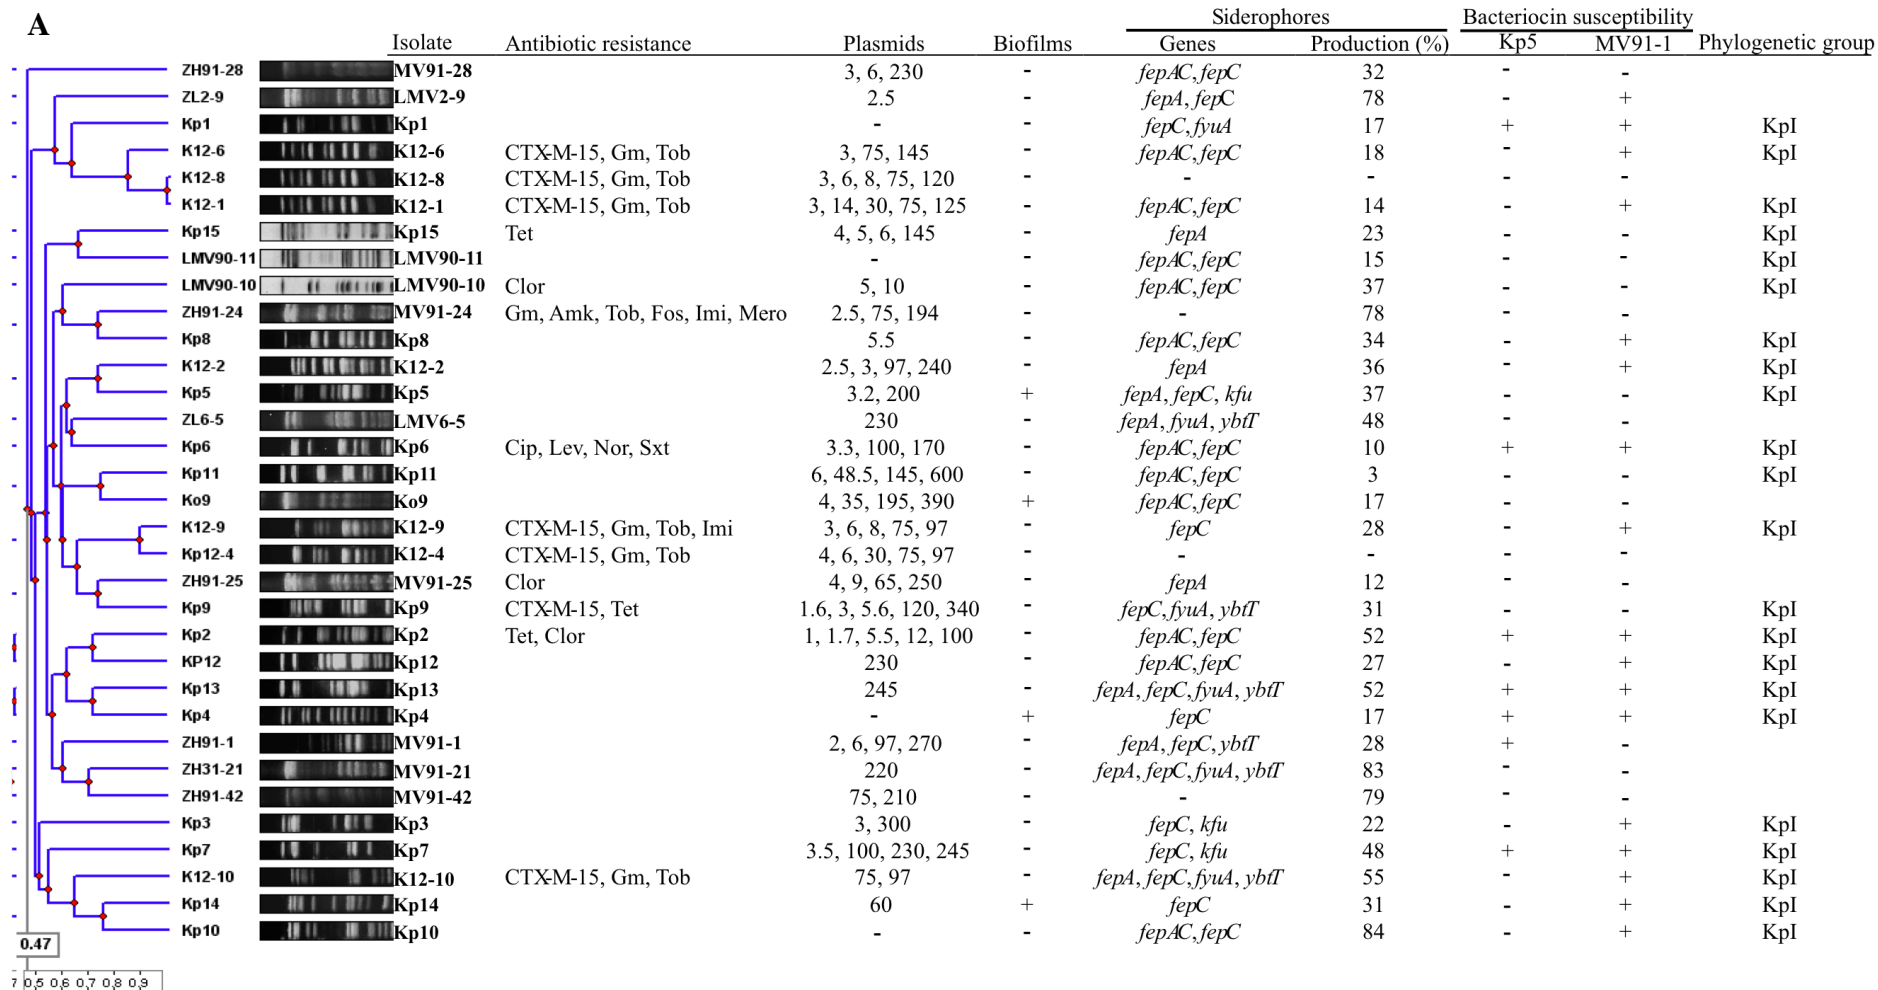 A
Siderophores Bacteriocin susceptibility
Isolate Antibiotic resistance Plasmids Biofilms Genes Production (%) Kp5 MV91-1 Phylogenetic group
ZH91-28 MV91-28 3, 6, 230 - fepAC, fepC 32 - -
ZL2-9 LMV2-9 2.5 - fepA, fepC 78 - +
Kp1 Kp1 - - fepC, fyuA 17 + + KpI
K12-6 K12-6 CTX-M-15, Gm, Tob 3, 75, 145 - fepAC, fepC 18 - + KpI
K12-8 K12-8 CTX-M-15, Gm, Tob 3, 6, 8, 75, 120 - - - - -
K12-1 K12-1 CTX-M-15, Gm, Tob 3, 14, 30, 75, 125 - fepAC, fepC 14 - + KpI
Kp15 Kp15 Tet 4, 5, 6, 145 - fepA 23 - - KpI
LMV90-11 LMV90-11 - - fepAC, fepC 15 - - KpI
LMV90-10 LMV90-10 Clor 5, 10 - fepAC, fepC 37 - - KpI
ZH91-24 MV91-24 Gm, Amk, Tob, Fos, Imi, Mero 2.5, 75, 194 - - 78 - -
Kp8 Kp8 5.5 - fepAC, fepC 34 - + KpI
K12-2 K12-2 2.5, 3, 97, 240 - fepA 36 - + KpI
Kp5 Kp5 3.2, 200 + fepA, fepC, kfu 37 - - KpI
ZL6-5 LMV6-5 230 - fepA, fyuA, ybtT 48 - -
Kp6 Kp6 Cip, Lev, Nor, Sxt 3.3, 100, 170 - fepAC, fepC 10 + + KpI
Kp11 Kp11 6, 48.5, 145, 600 - fepAC, fepC 3 - - KpI
Ko9 Ko9 4, 35, 195, 390 + fepAC, fepC 17 - -
K12-9 K12-9 CTX-M-15, Gm, Tob, Imi 3, 6, 8, 75, 97 - fepC 28 - + KpI
Kp12-4 K12-4 CTX-M-15, Gm, Tob 4, 6, 30, 75, 97 - - - - -
ZH91-25 MV91-25 Clor 4, 9, 65, 250 - fepA 12 - -
Kp9 Kp9 CTX-M-15, Tet 1.6, 3, 5.6, 120, 340 - fepC, fyuA, ybtT 31 - - KpI
Kp2 Kp2 Tet, Clor 1, 1.7, 5.5, 12, 100 - fepAC, fepC 52 + + KpI
KP12 Kp12 230 - fepAC, fepC 27 - + KpI
Kp13 Kp13 245 - fepA, fepC, fyuA, ybtT 52 + + KpI
Kp4 Kp4 - + fepC 17 + + KpI
ZH91-1 MV91-1 2, 6, 97, 270 - fepA, fepC, ybtT 28 + -
ZH31-21 MV91-21 220 - fepA, fepC, fyuA, ybtT 83 - -
ZH91-42 MV91-42 75, 210 - - 79 - -
Kp3 Kp3 3, 300 - fepC, kfu 22 - + KpI
Kp7 Kp7 3.5, 100, 230, 245 - fepC, kfu 48 + + KpI
K12-10 K12-10 CTX-M-15, Gm, Tob 75, 97 - fepA, fepC, fyuA, ybtT 55 - + KpI
Kp14 Kp14 60 + fepC 31 - + KpI
Kp10 Kp10 - - fepAC, fepC 84 - + KpI
0.47
7 0,5 0,6 0,7 0,8 0,9